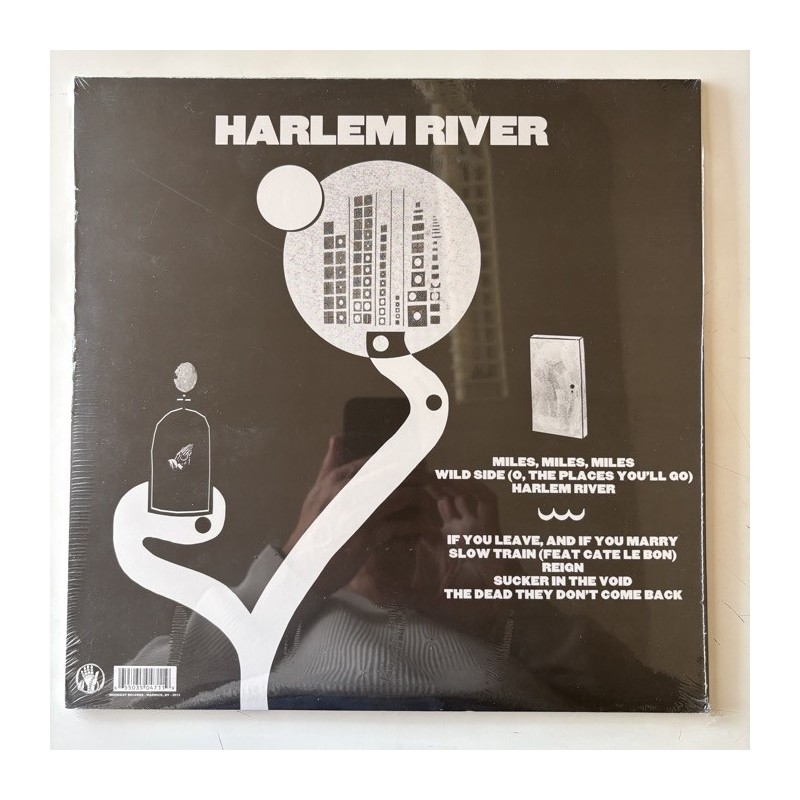 HARLEM RIVER
MILES, MILES, MILES
WILD SIDE (O, THE PLACES YOU'LL GO)
HARLEM RIVER
IF YOU LEAVE, AND IF YOU MARRY
SLOW TRAIN (FEAT CATE LE BON)
REIGN
SUCKER IN THE VOID
THE DEAD THEY DON'T COME BACK